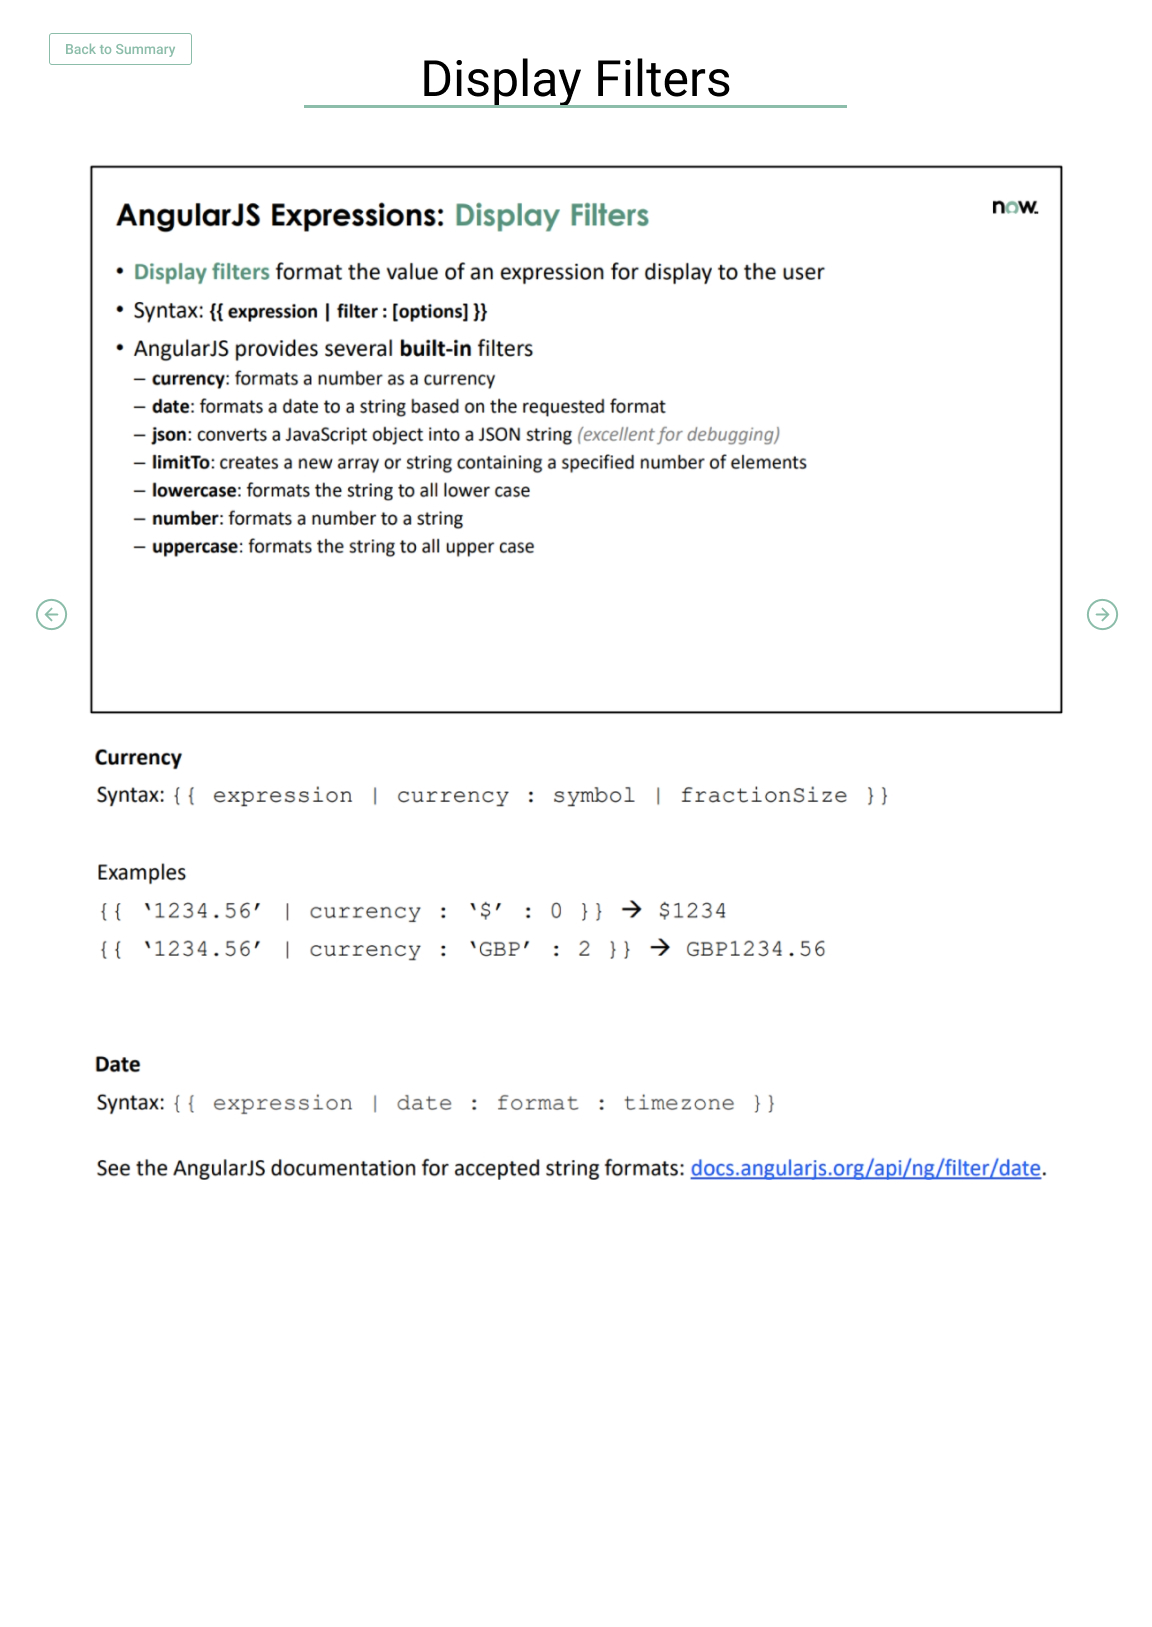 Back to Summary
Display Filters
AngularJS Expressions: Display Filters
now.
• Display filters format the value of an expression for display to the user
• Syntax: {{ expression | filter : [options] }}
• AngularJS provides several built-in filters
– currency: formats a number as a currency
– date: formats a date to a string based on the requested format
– json: converts a JavaScript object into a JSON string (excellent for debugging)
– limitTo: creates a new array or string containing a specified number of elements
– lowercase: formats the string to all lower case
– number: formats a number to a string
– uppercase: formats the string to all upper case
Currency
Syntax: {{ expression | currency : symbol | fractionSize }}
Examples
{{ ‘1234.56’ | currency : ‘$’ : 0 }} → $1234
{{ ‘1234.56’ | currency : ‘GBP’ : 2 }} → GBP1234.56
Date
Syntax: {{ expression | date : format : timezone }}
See the AngularJS documentation for accepted string formats: docs.angularjs.org/api/ng/filter/date.